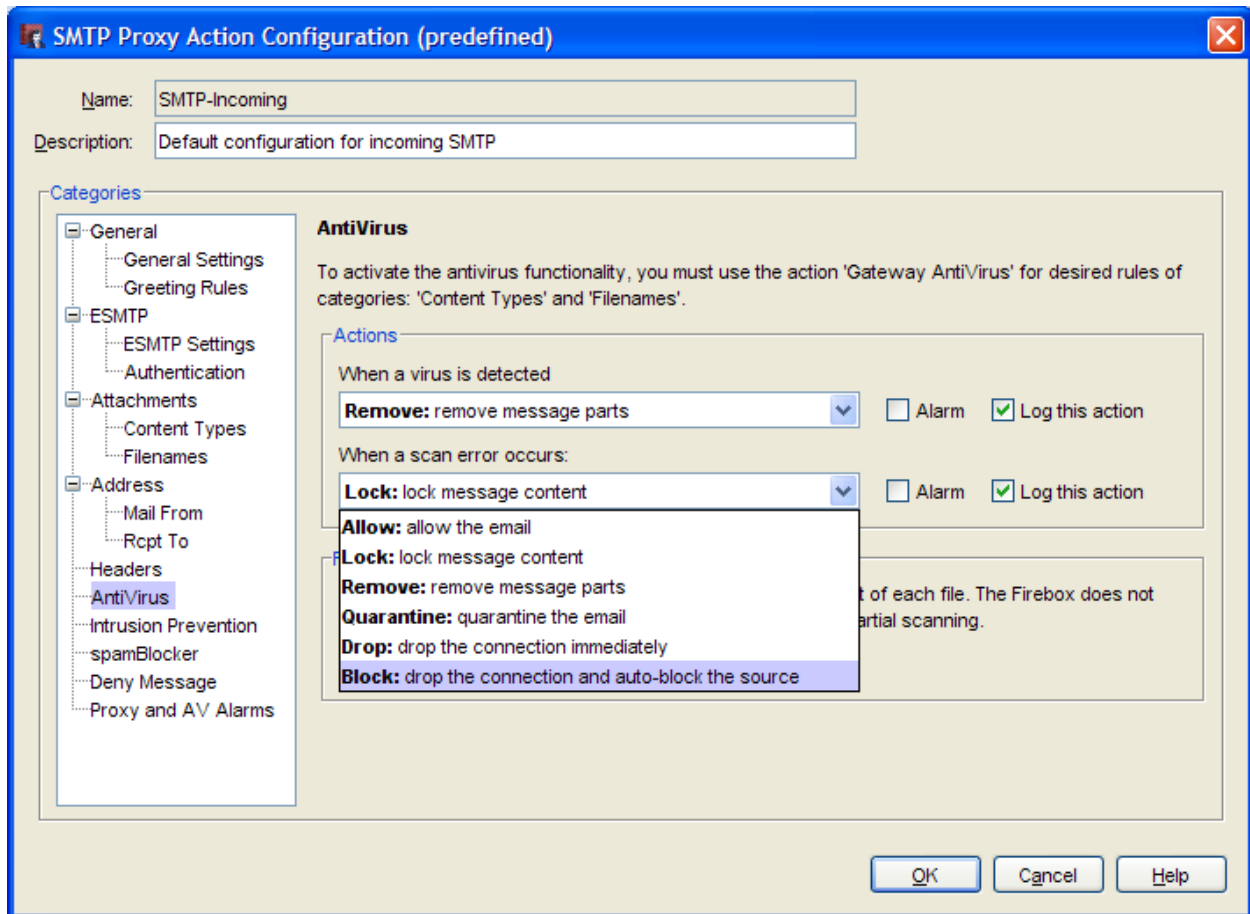 SMTP Proxy Action Configuration (predefined)
Name: SMTP-Incoming
Description: Default configuration for incoming SMTP
Categories
General
General Settings
Greeting Rules
ESMTP
ESMTP Settings
Authentication
Attachments
Content Types
Filenames
Address
Mail From
Rcpt To
Headers
AntiVirus
Intrusion Prevention
spamBlocker
Deny Message
Proxy and AV Alarms
AntiVirus
To activate the antivirus functionality, you must use the action 'Gateway AntiVirus' for desired rules of
categories: 'Content Types' and 'Filenames'.
Actions
When a virus is detected
Remove: remove message parts Alarm Log this action
When a scan error occurs:
Lock: lock message content Alarm Log this action
Allow: allow the email
Lock: lock message content
Remove: remove message parts
Quarantine: quarantine the email
Drop: drop the connection immediately
Block: drop the connection and auto-block the source
of each file. The Firebox does not
scanning.
OK Cancel Help